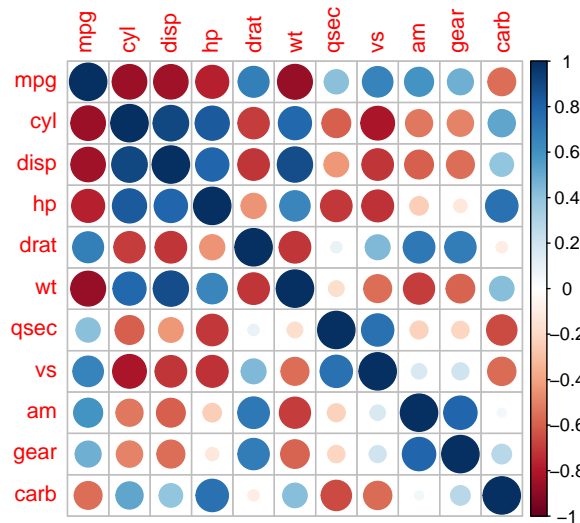 mpg cyl disp hp drat wt qsec vs am gear carb
mpg
cyl
disp
hp
drat
wt
qsec
vs
am
gear
carb
1
0.8
0.6
0.4
0.2
0
−0.2
−0.4
−0.6
−0.8
−1